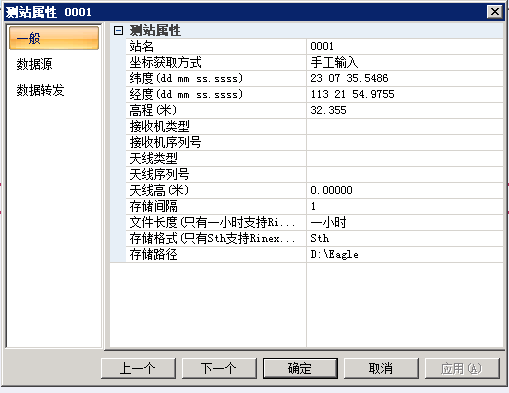 测站属性 0001
一般
数据源
数据转发
测站属性
站名 0001
坐标获取方式 手工输入
纬度(dd mm ss.ssss) 23 07 35.5486
经度(dd mm ss.ssss) 113 21 54.9755
高程(米) 32.355
接收机类型
接收机序列号
天线类型
天线序列号
天线高(米) 0.00000
存储间隔 1
文件长度(只有一小时支持Ri... 一小时
存储格式(只有Sth支持Rinex... Sth
存储路径 D:\Eagle
上一个 下一个 确定 取消 应用(A)